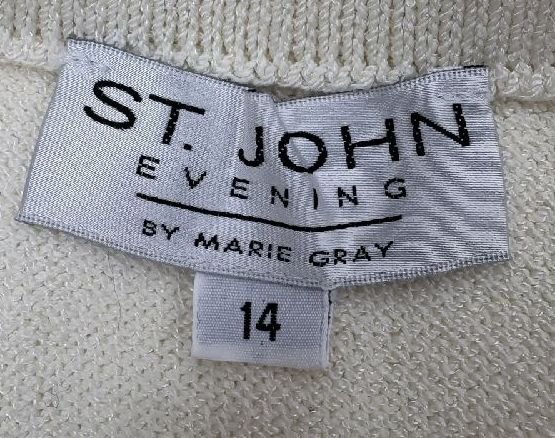 ST. JOHN
EVENING
BY MARIE GRAY
14